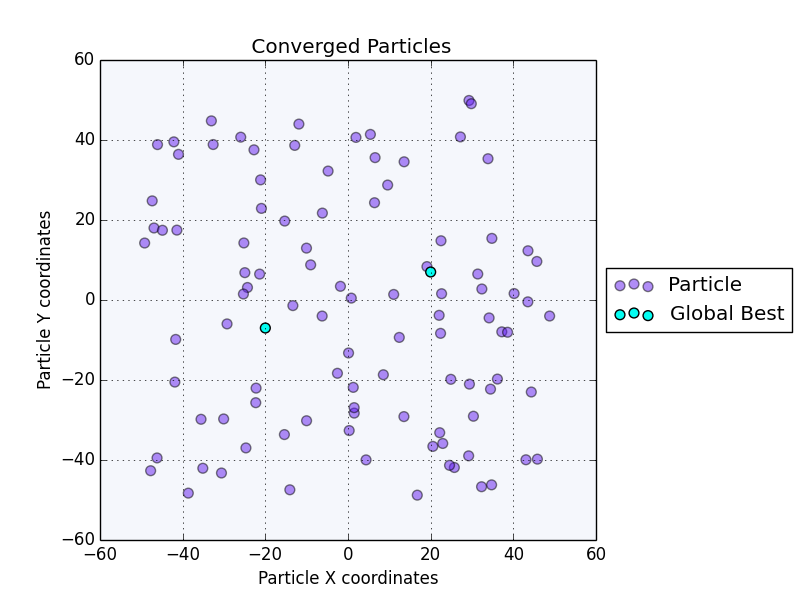 Converged Particles
60
40
20
0
−20
−40
−60
−60 −40 −20 0 20 40 60
Particle Y coordinates
Particle X coordinates
Particle
Global Best